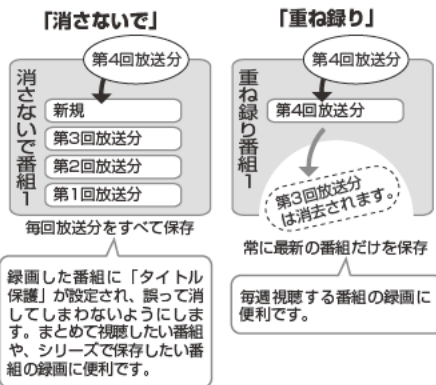 「消さないで」
第4回放送分
消さないで番組1
新規
第3回放送分
第2回放送分
第1回放送分
毎回放送分をすべて保存
録画した番組に「タイトル
保護」が設定され、誤って消
してしまわないようにしま
す。まとめて視聴したい番組
や、シリーズで保存したい番
組の録画に便利です。
「重ね録り」
第4回放送分
重ね録り番組1
第4回放送分
第3回放送分
は消去されます。
常に最新の番組だけを保存
毎週視聴する番組の録画に
便利です。